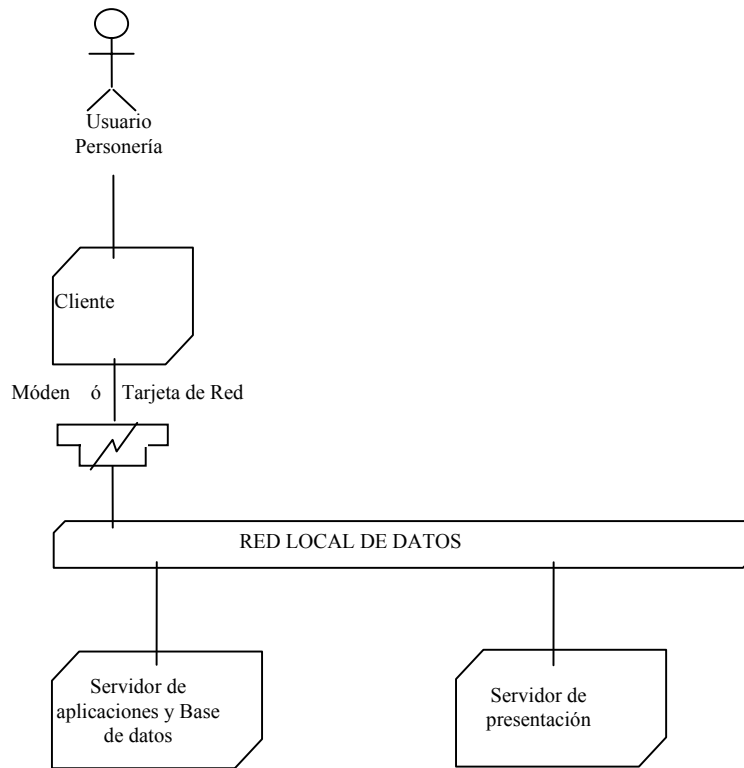 Usuario
Personería
Cliente
Móden ó Tarjeta de Red
RED LOCAL DE DATOS
Servidor de
aplicaciones y Base
de datos
Servidor de
presentación